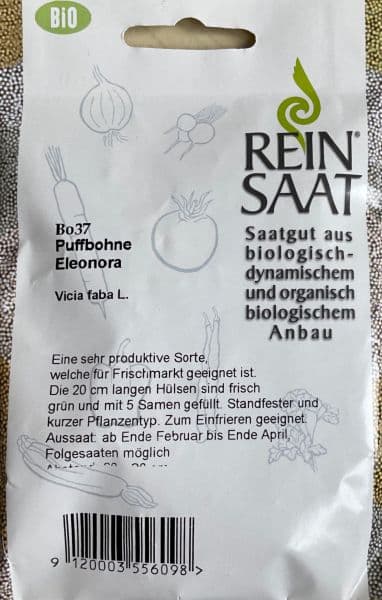 BiO
REIN®
SAAT
Saatgut aus
biologisch-
dynamischem
und organisch
biologischem
Anbau
Bo37
Puffbohne
Eleonora
Vicia faba L.
Eine sehr produktive Sorte,
welche für Frischmarkt geeignet ist.
Die 20 cm langen Hülsen sind frisch
grün und mit 5 Samen gefüllt. Standfester und
kurzer Pflanzentyp. Zum Einfrieren geeignet.
Aussaat: ab Ende Februar bis Ende April,
Folgesaaten möglich
9 120003 556098 >